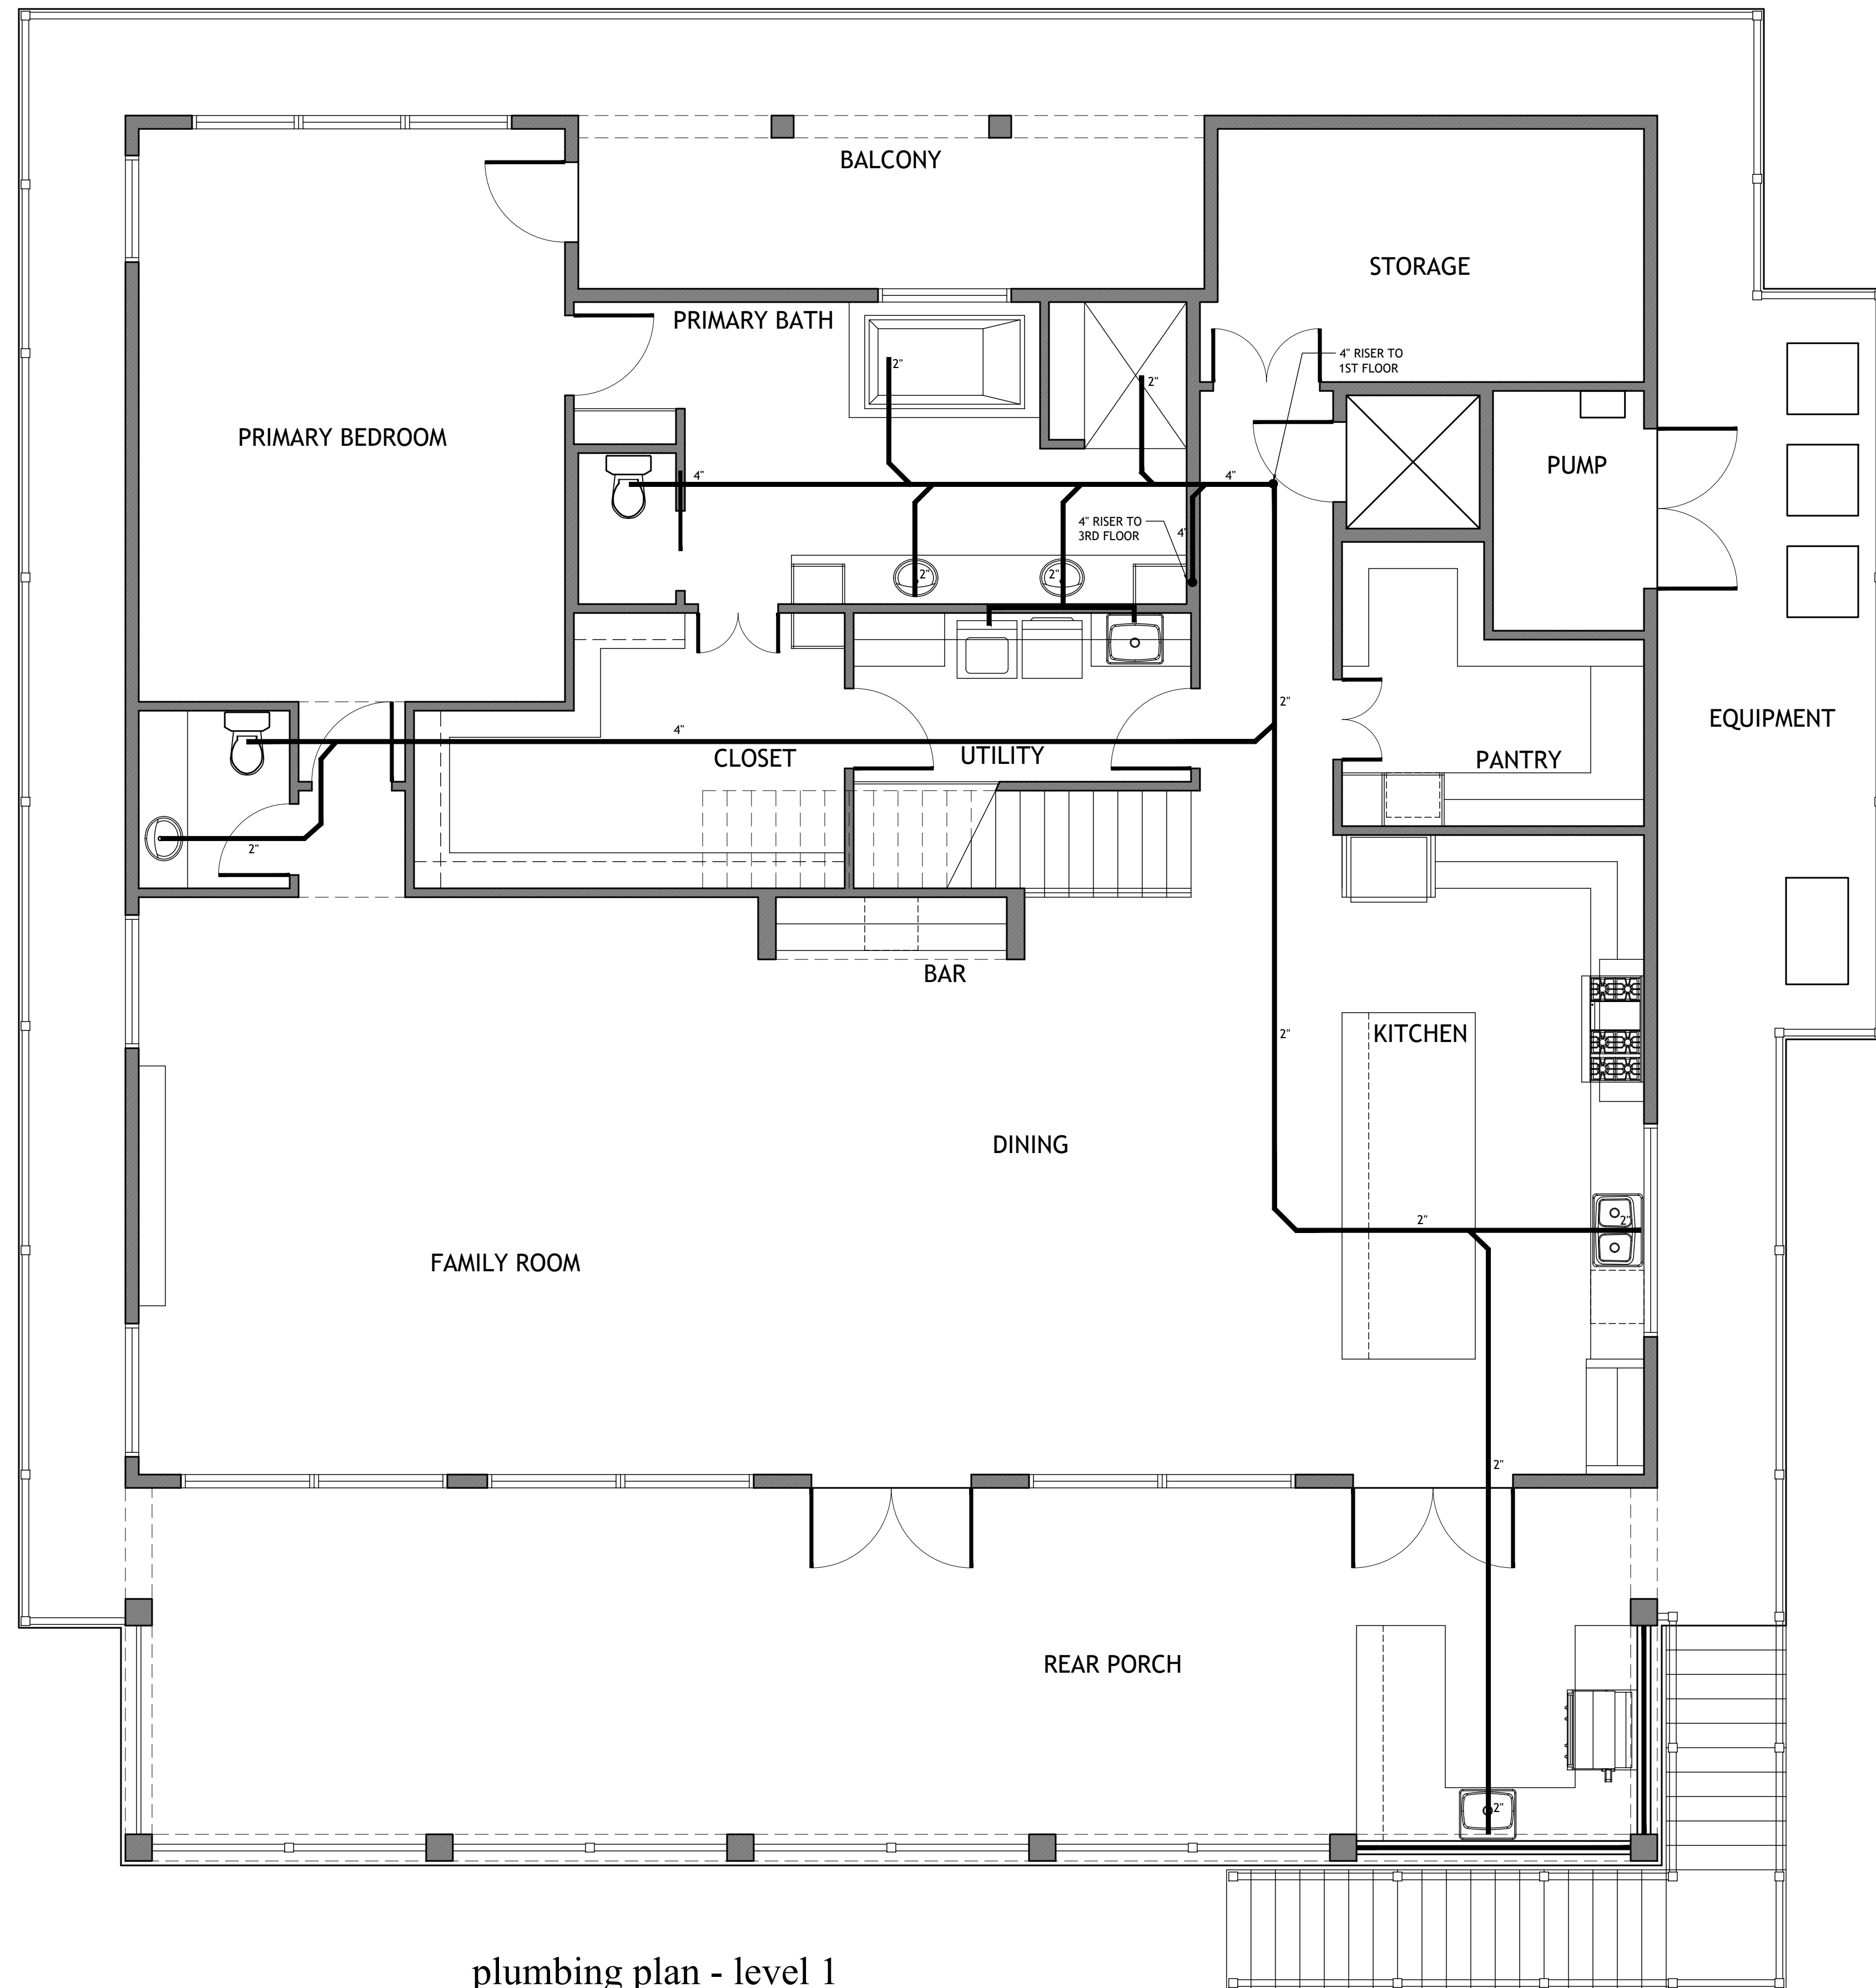 BALCONY
STORAGE
PRIMARY BATH
4" RISER TO
1ST FLOOR
2"
2"
PRIMARY BEDROOM
PUMP
4"
4"
4" RISER TO
3RD FLOOR
4"
2"
2"
2"
EQUIPMENT
4"
CLOSET
UTILITY
PANTRY
2"
BAR
2"
KITCHEN
DINING
2"
2"
FAMILY ROOM
2"
REAR PORCH
2"
plumbing plan - level 1